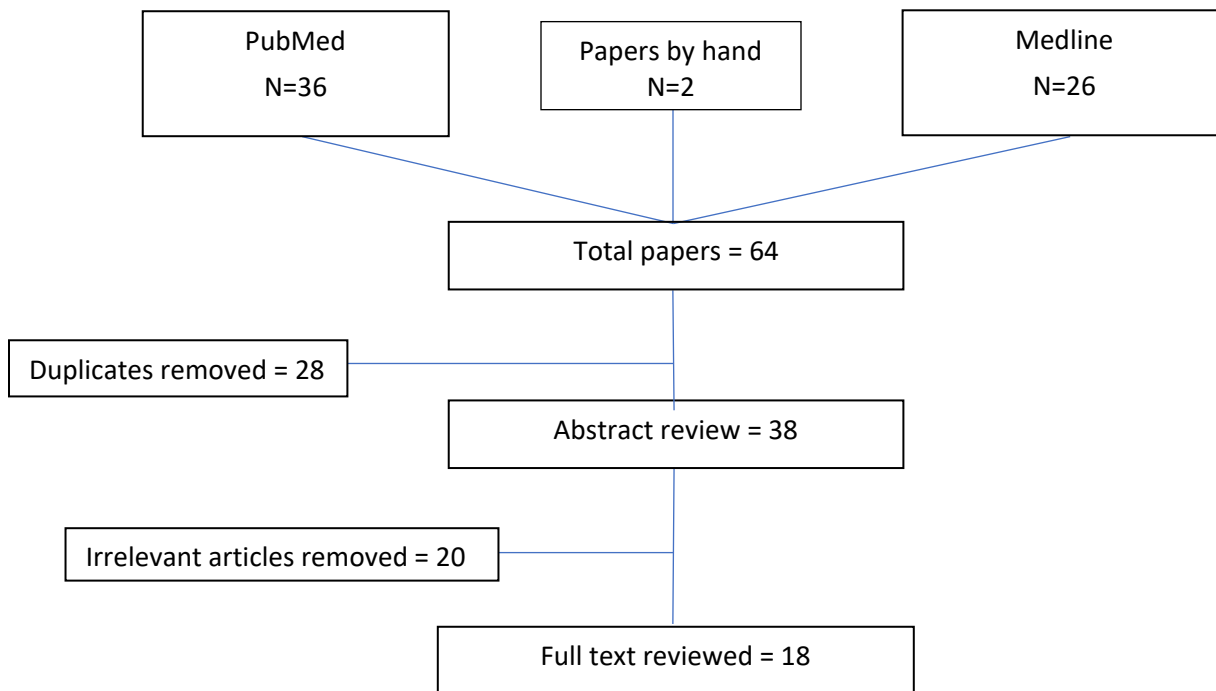 PubMed
N=36
Papers by hand
N=2
Medline
N=26
Total papers = 64
Duplicates removed = 28
Abstract review = 38
Irrelevant articles removed = 20
Full text reviewed = 18